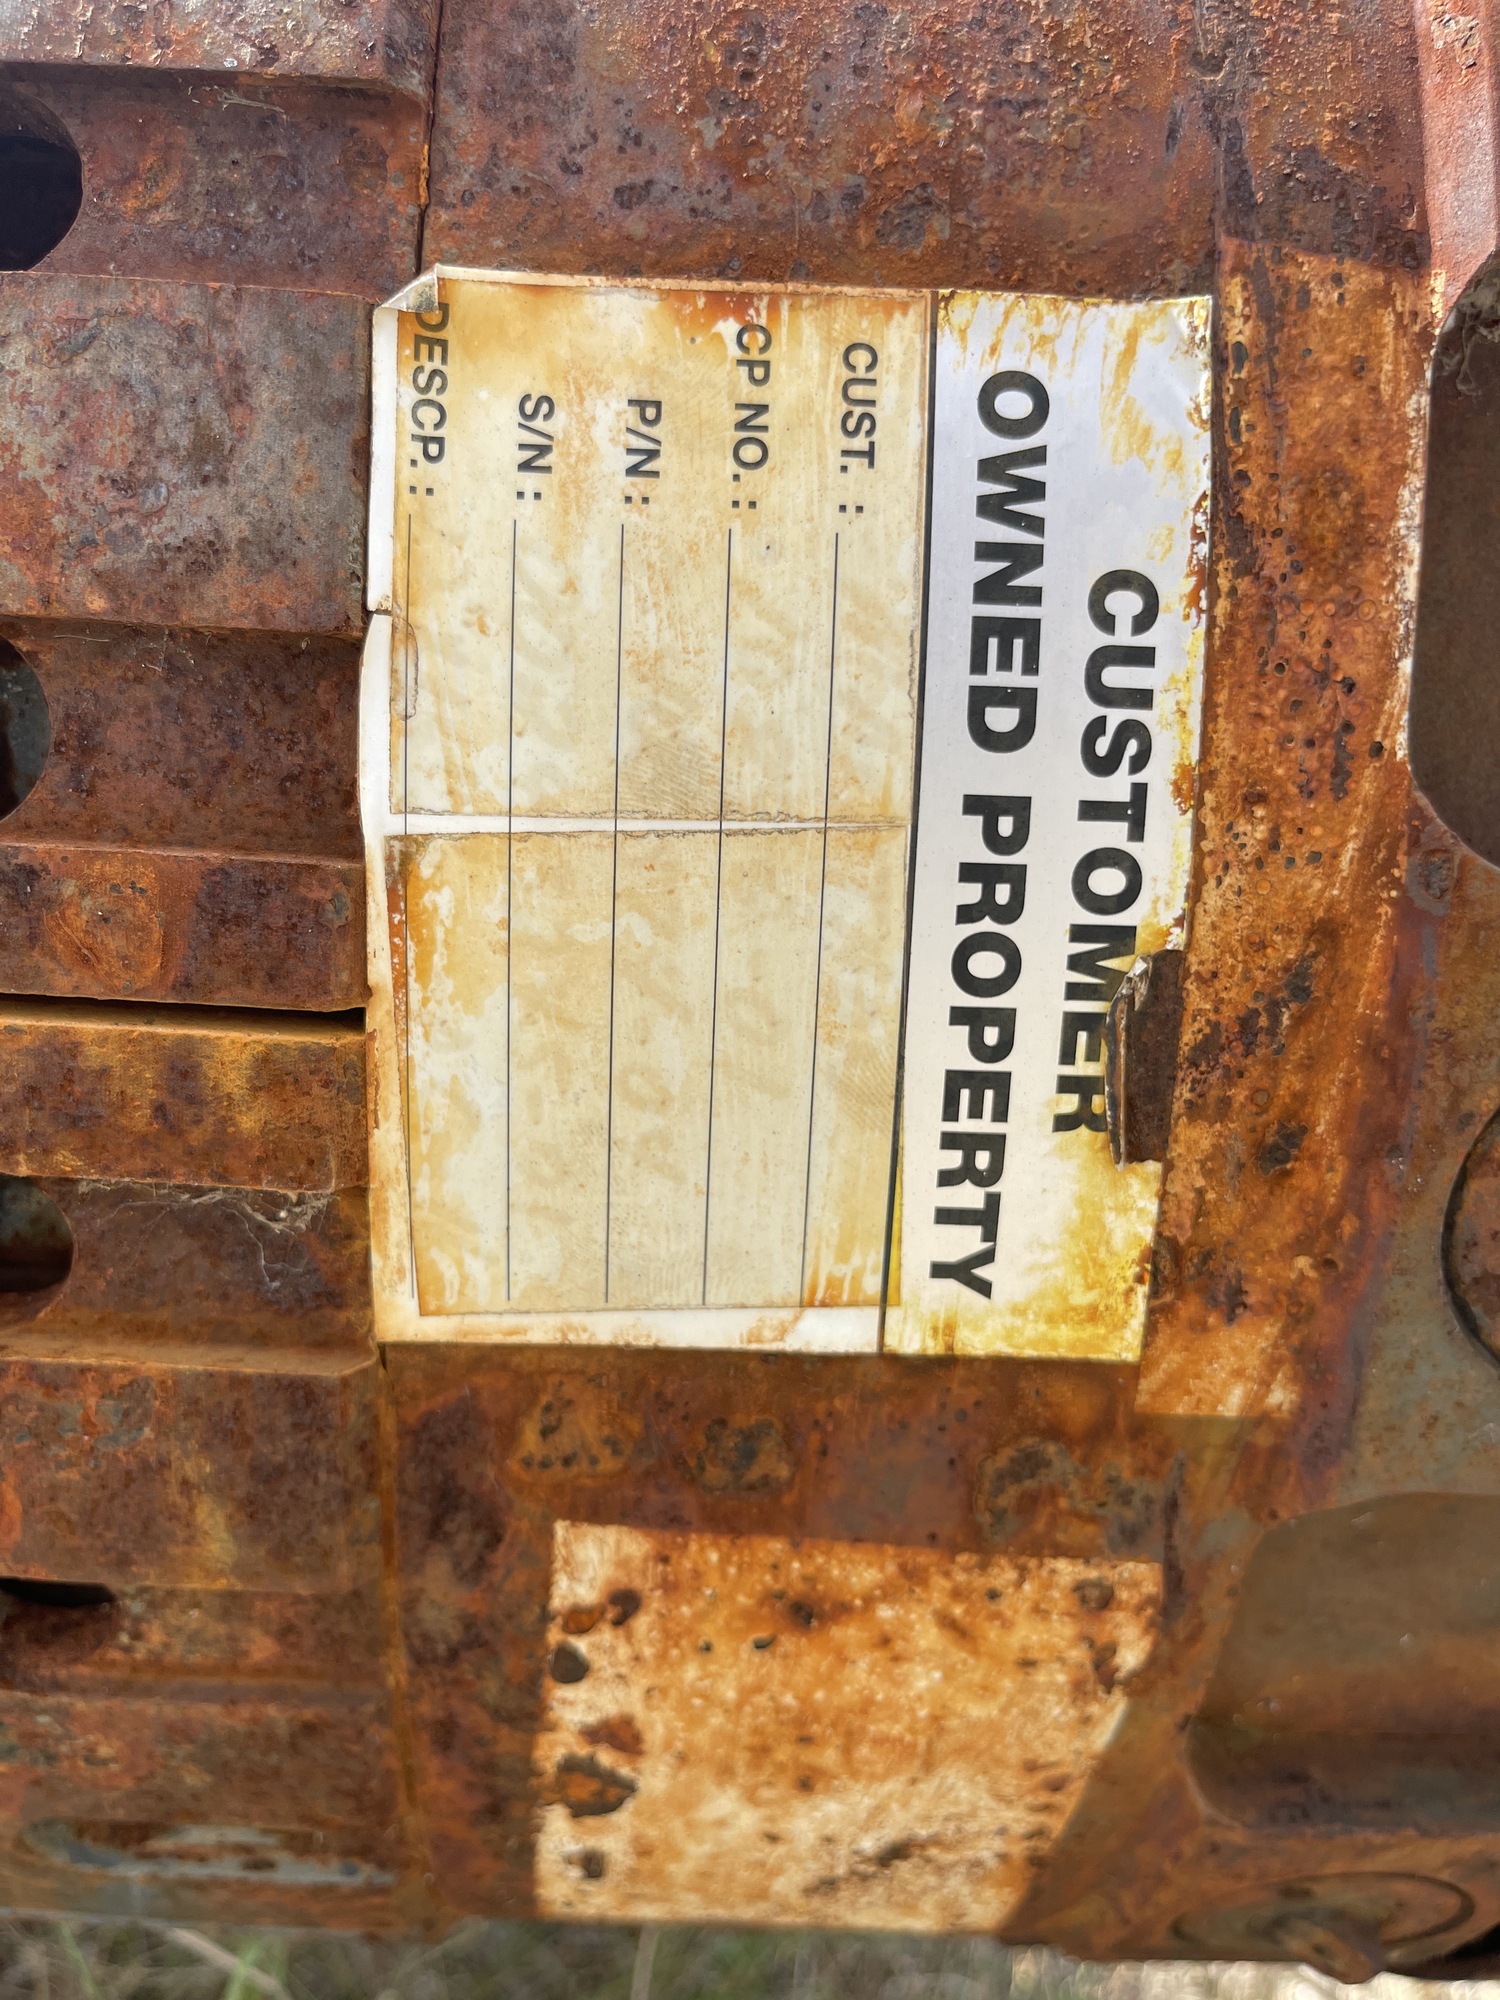 CUSTOMER
OWNED PROPERTY
CUST. :
CP NO. :
P/N :
S/N :
DESCP. :